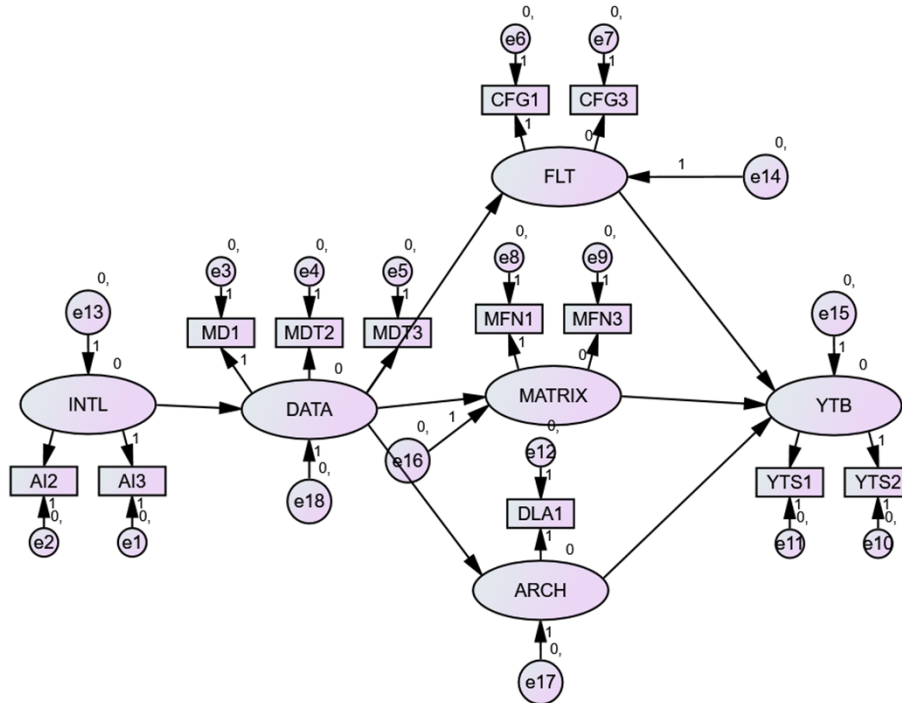 0, 0,
e6 e7
1 1
CFG1 CFG3
1 0 0,
FLT 1 e14
0, 0, 0, 0, 0,
e3 e4 e5 e8 e9
0, 1 1 1 1 1 0,
e13 MD1 MDT2 MDT3 MFN1 MFN3 e15
1 0 1 0 1 0 1 0
INTL DATA MATRIX YTB
1 0, 1 0, 1
AI2 AI3 1 e16 e12 YTS1 YTS2
1 1 0, 1 1 1
0, 0, e18 DLA1 0, 0,
e2 e1 1 0 e11 e10
ARCH
1
0,
e17